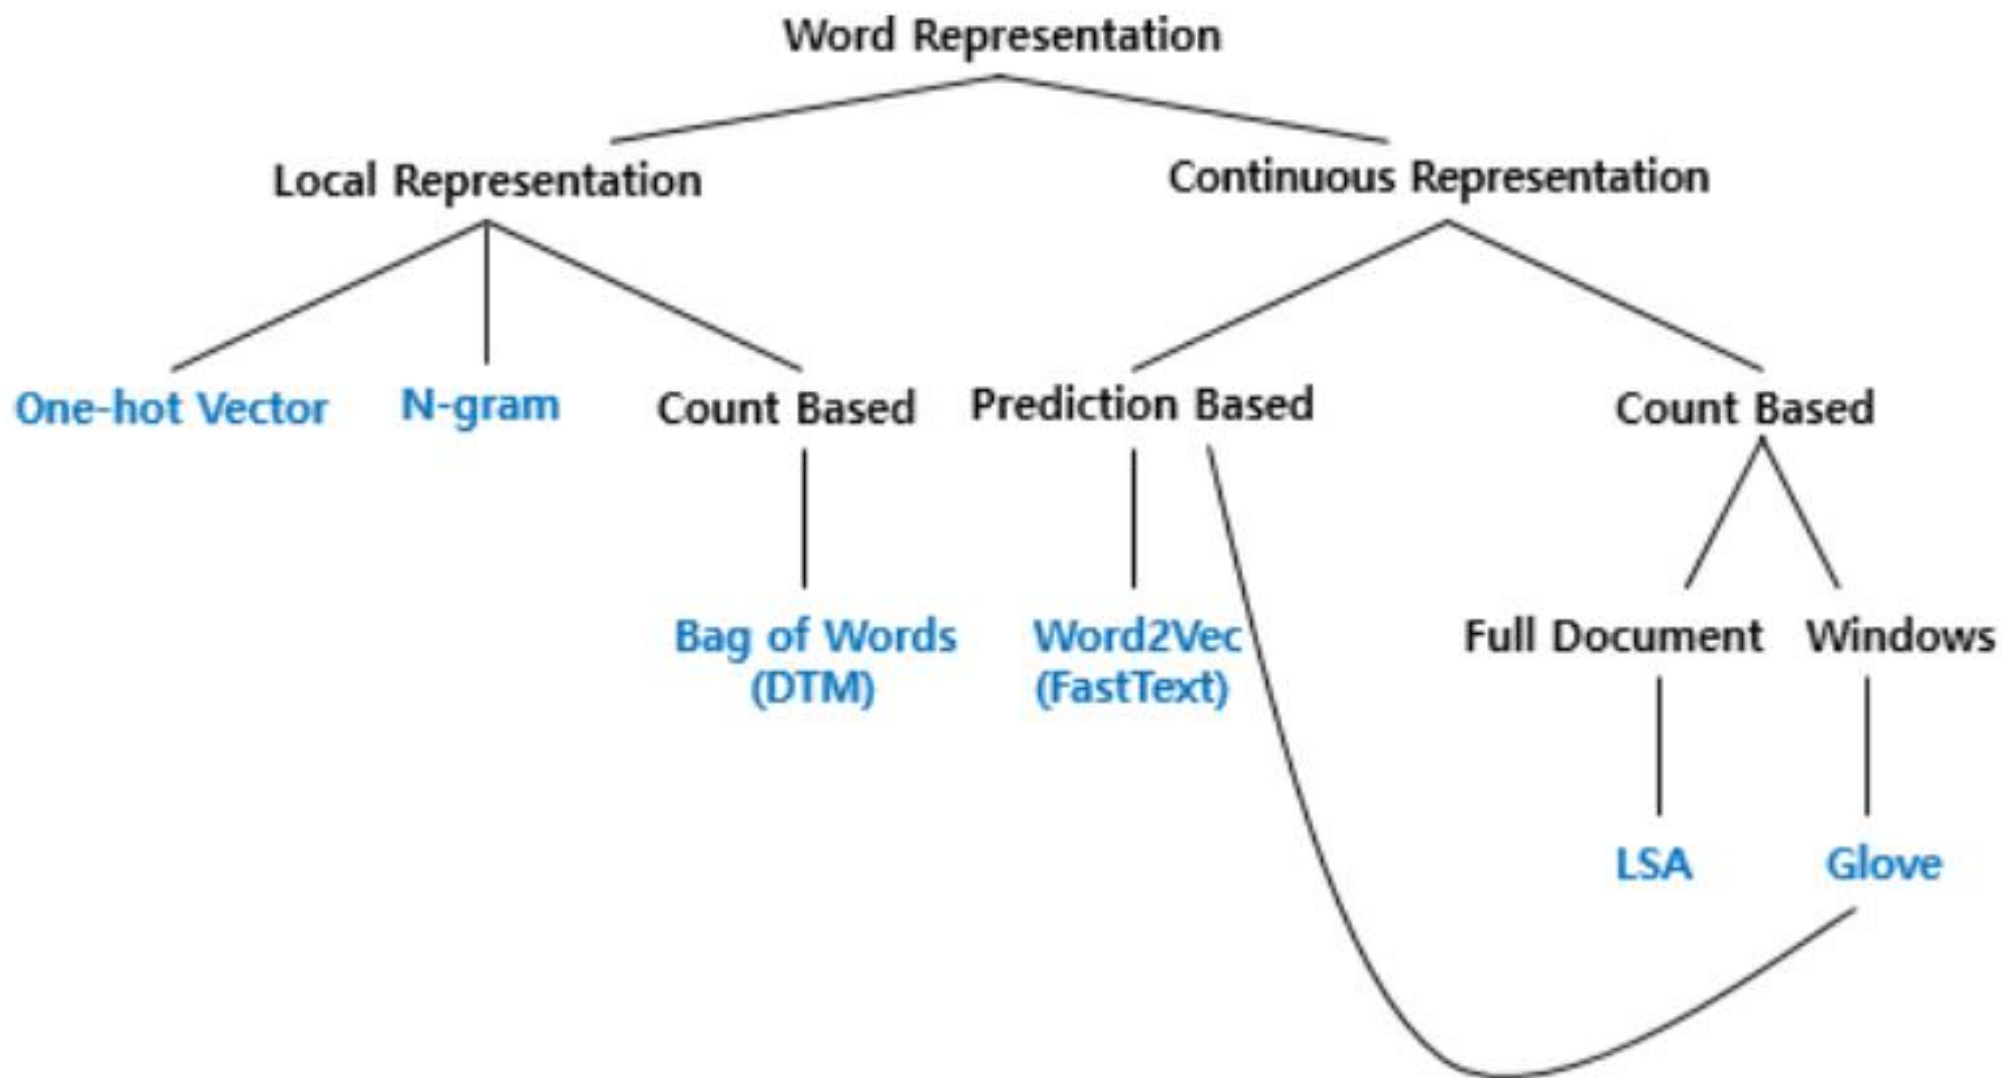 Word Representation
Local Representation
Continuous Representation
One-hot Vector
N-gram
Count Based
Prediction Based
Count Based
Bag of Words
(DTM)
Word2Vec
(FastText)
Full Document
Windows
LSA
Glove